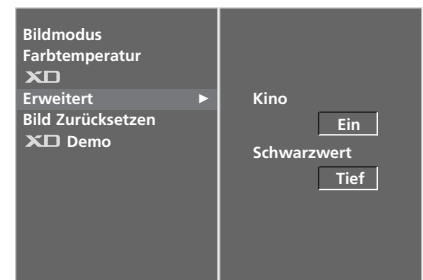 Bildmodus
Farbtemperatur
XD
Erweitert ►
Bild Zurücksetzen
XD Demo
Kino
Ein
Schwarzwert
Tief